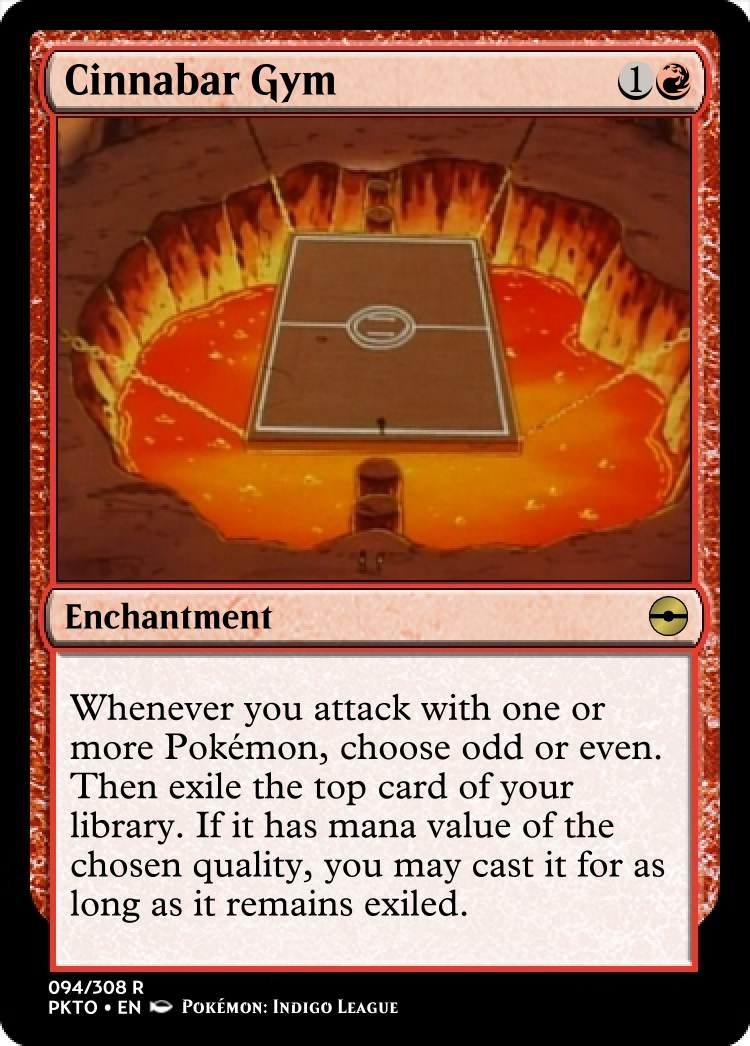 Cinnabar Gym 1
Enchantment
Whenever you attack with one or
more Pokémon, choose odd or even.
Then exile the top card of your
library. If it has mana value of the
chosen quality, you may cast it for as
long as it remains exiled.
094/308 R
PKTO • EN Pokémon: Indigo League